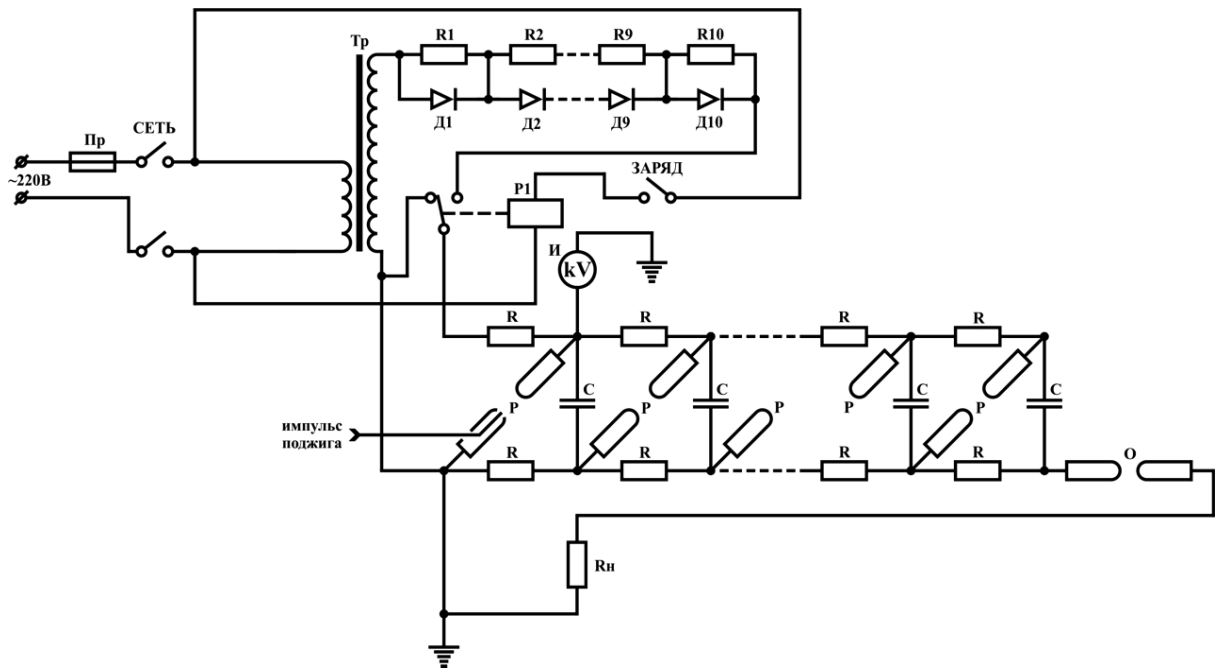 Тр
R1
R2
R9
R10
Д1
Д2
Д9
Д10
Пр
СЕТЬ
~220В
Р1
ЗАРЯД
И
kV
R
R
R
R
Р
С
Р
С
Р
Р
С
Р
С
импульс
поджига
R
R
R
R
О
Rн